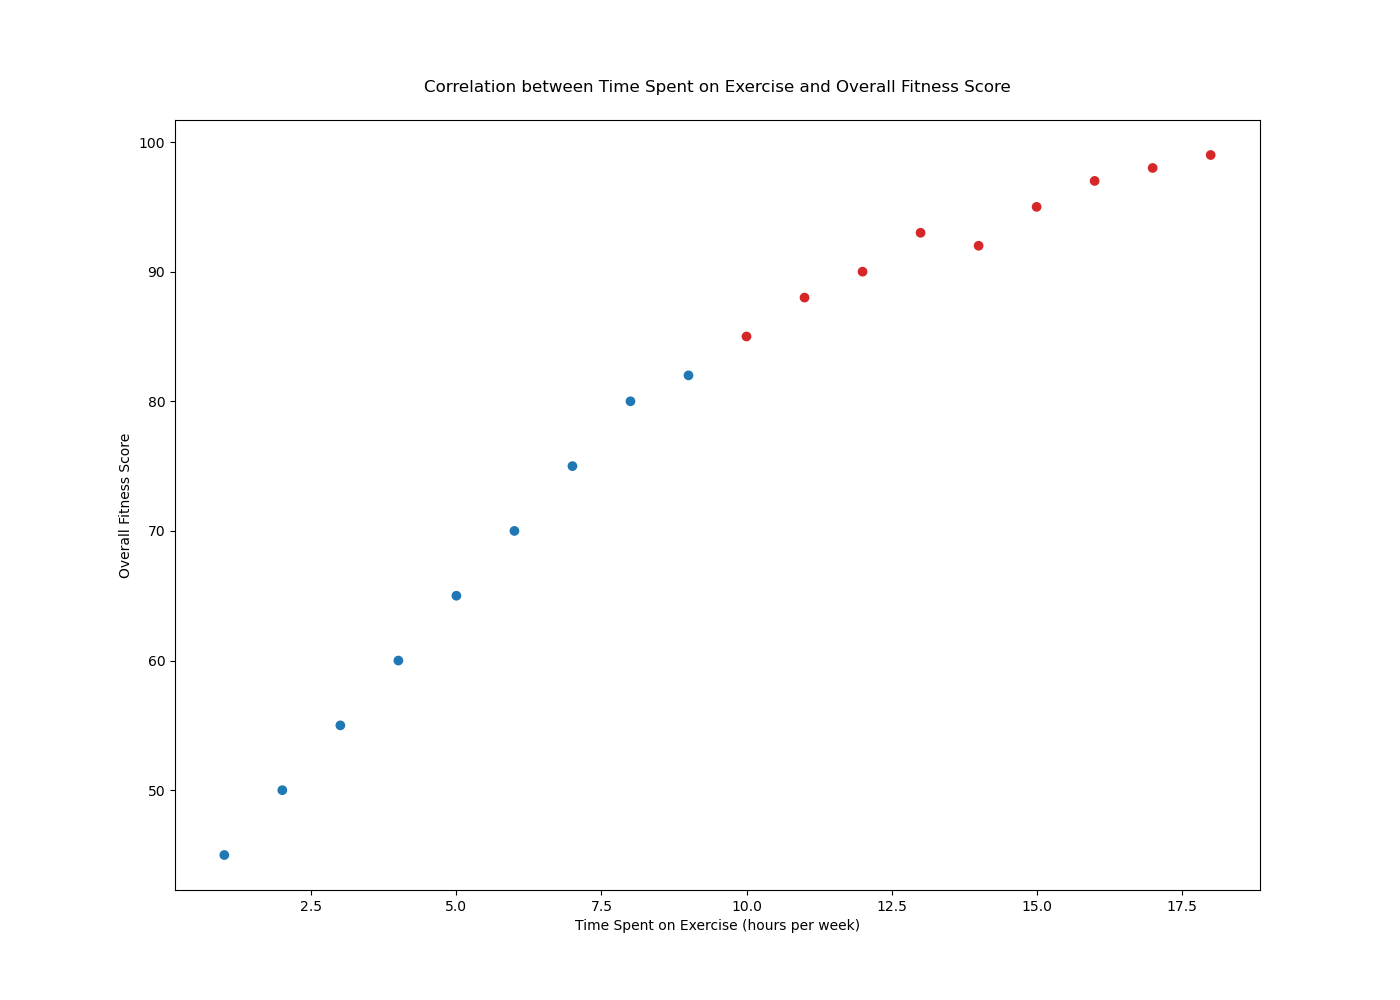 Correlation between Time Spent on Exercise and Overall Fitness Score
100
90
80
70
60
50
Overall Fitness Score
2.5 5.0 7.5 10.0 12.5 15.0 17.5
Time Spent on Exercise (hours per week)